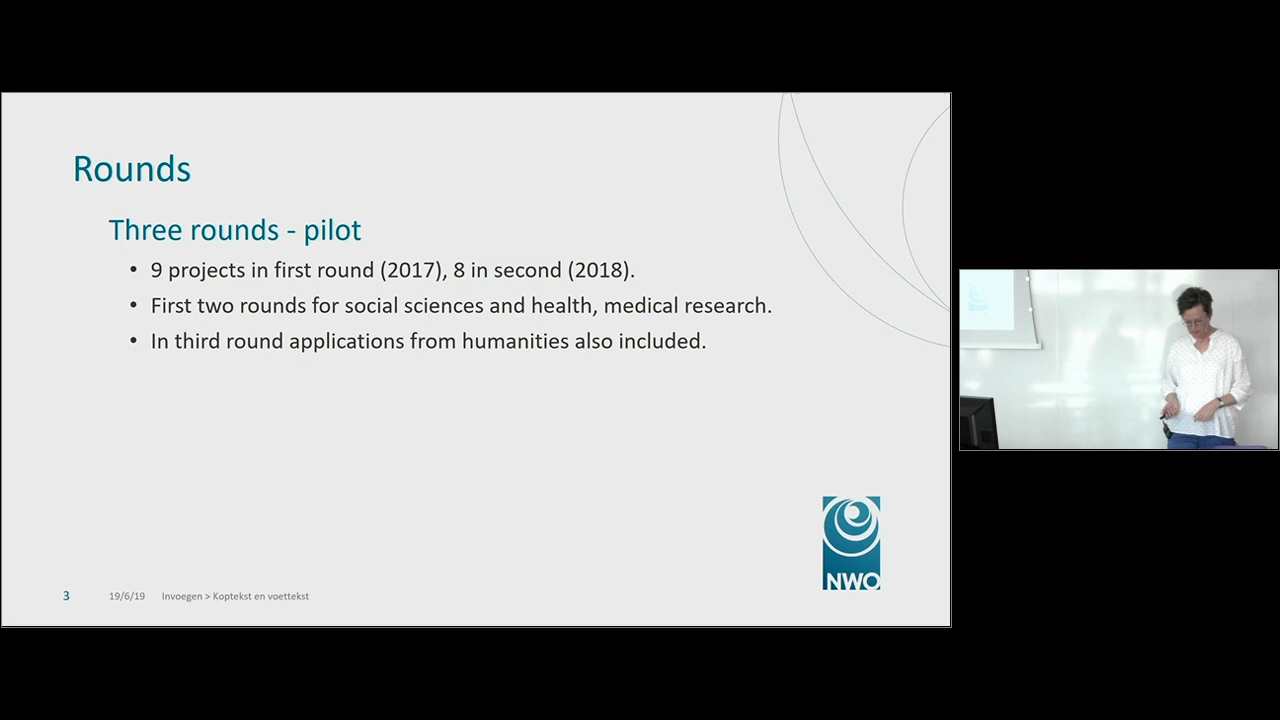 Rounds
Three rounds - pilot
• 9 projects in first round (2017), 8 in second (2018).
• First two rounds for social sciences and health, medical research.
• In third round applications from humanities also included.
NWO
3 19/6/19 Invoegen > Koptekst en voettekst